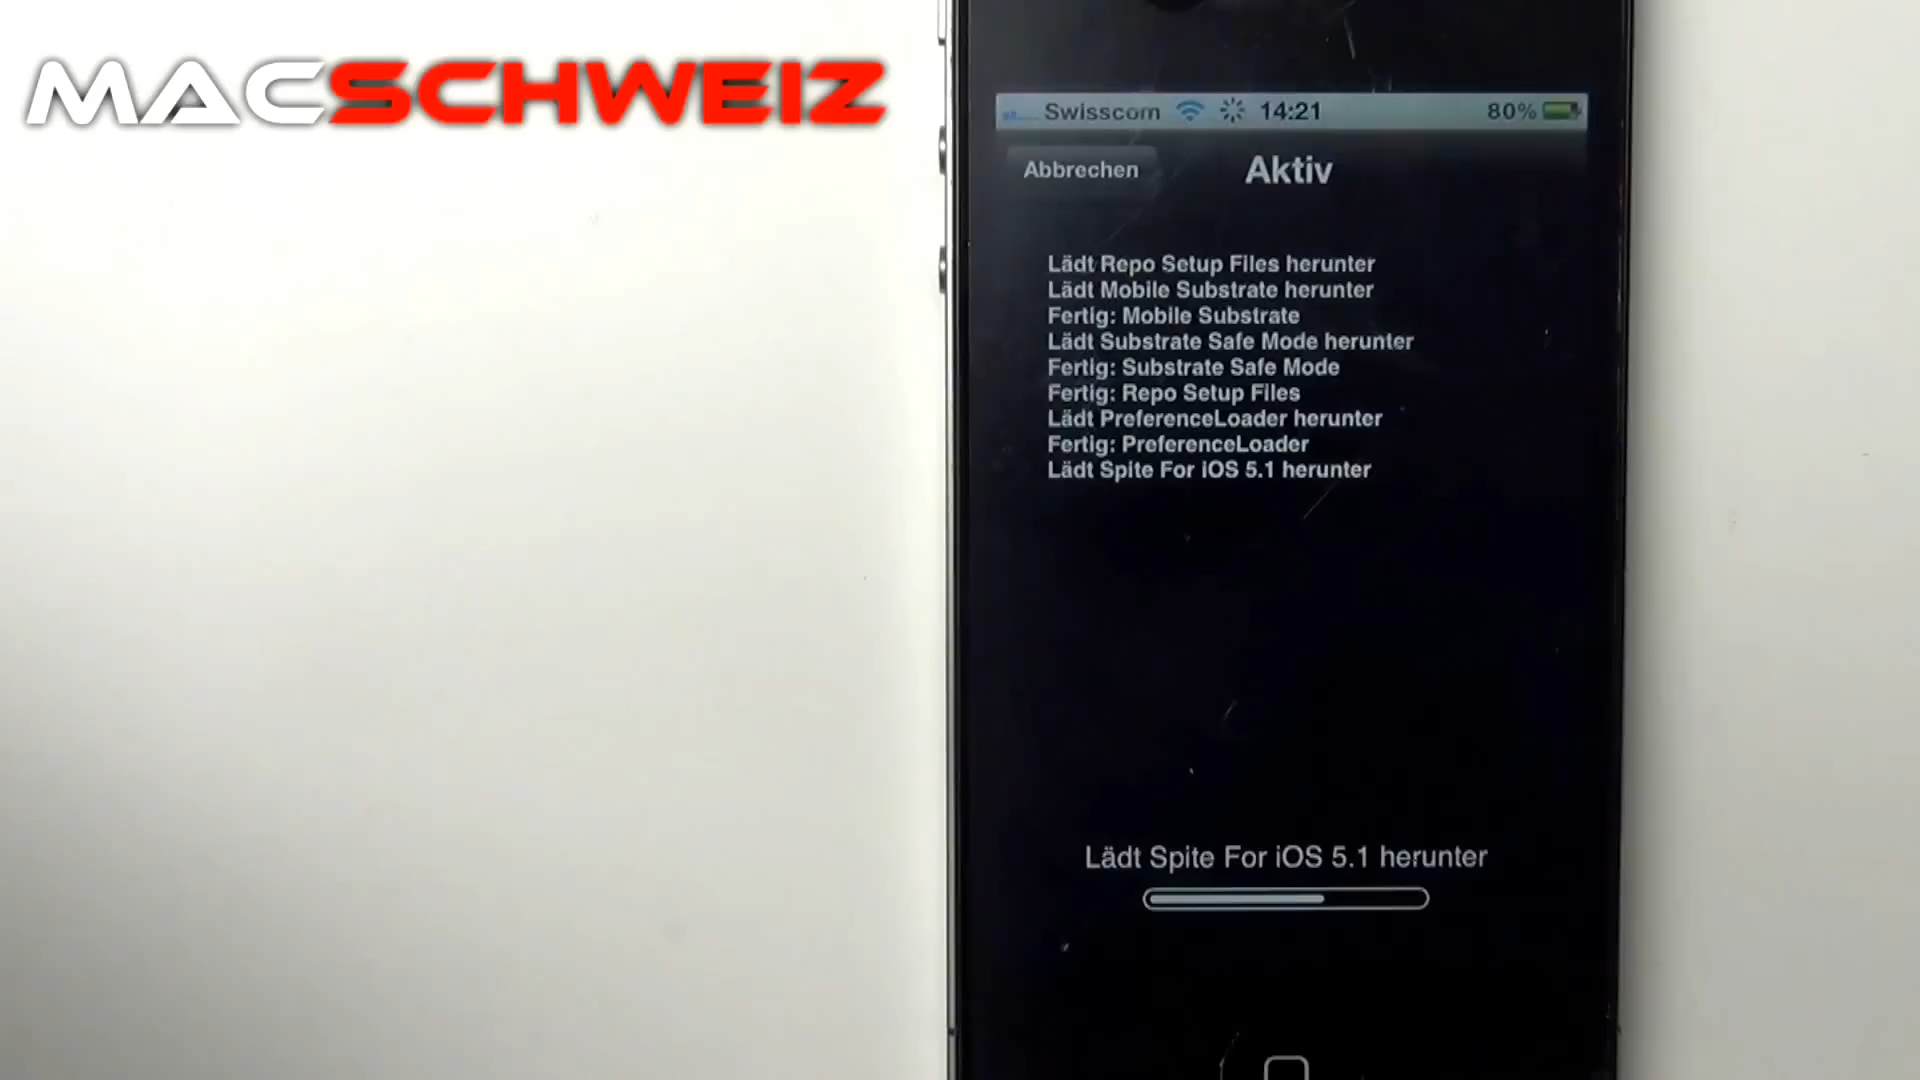 MACSCHWEIZ
Swisscom 14:21 80%
Abbrechen Aktiv
Lädt Repo Setup Files herunter
Lädt Mobile Substrate herunter
Fertig: Mobile Substrate
Lädt Substrate Safe Mode herunter
Fertig: Substrate Safe Mode
Fertig: Repo Setup Files
Lädt PreferenceLoader herunter
Fertig: PreferenceLoader
Lädt Spite For iOS 5.1 herunter
Lädt Spite For iOS 5.1 herunter